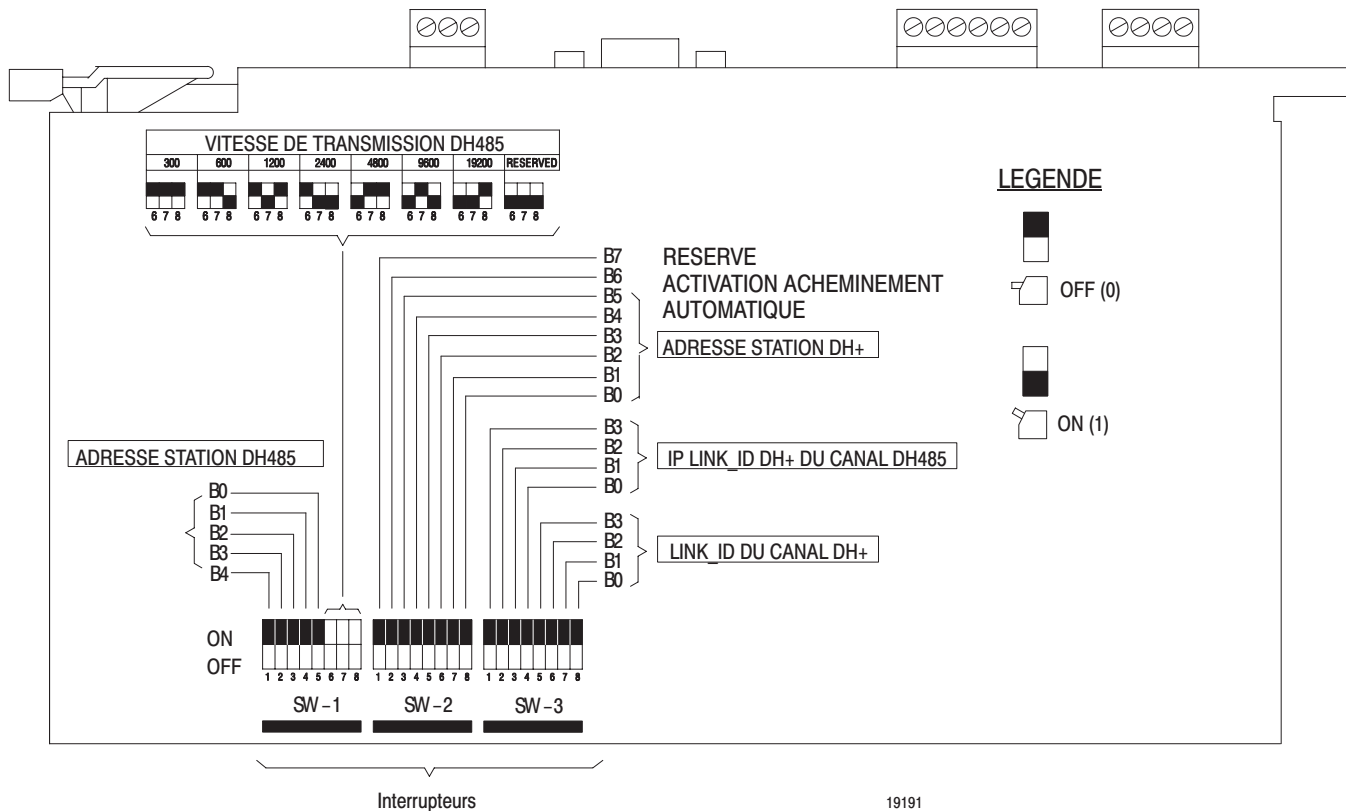 VITESSE DE TRANSMISSION DH485
300 600 1200 2400 4800 9600 19200 RESERVED
6 7 8 6 7 8 6 7 8 6 7 8 6 7 8 6 7 8 6 7 8 6 7 8
LEGENDE
OFF (0)
ON (1)
B7 RESERVE
B6 ACTIVATION ACHEMINEMENT
AUTOMATIQUE
B5
B4
B3
B2
B1
B0
ADRESSE STATION DH+
B3
B2
B1
B0
IP LINK_ID DH+ DU CANAL DH485
B3
B2
B1
B0
LINK_ID DU CANAL DH+
ADRESSE STATION DH485
B0
B1
B2
B3
B4
ON
OFF
1 2 3 4 5 6 7 8 1 2 3 4 5 6 7 8 1 2 3 4 5 6 7 8
SW-1 SW-2 SW-3
Interrupteurs
19191